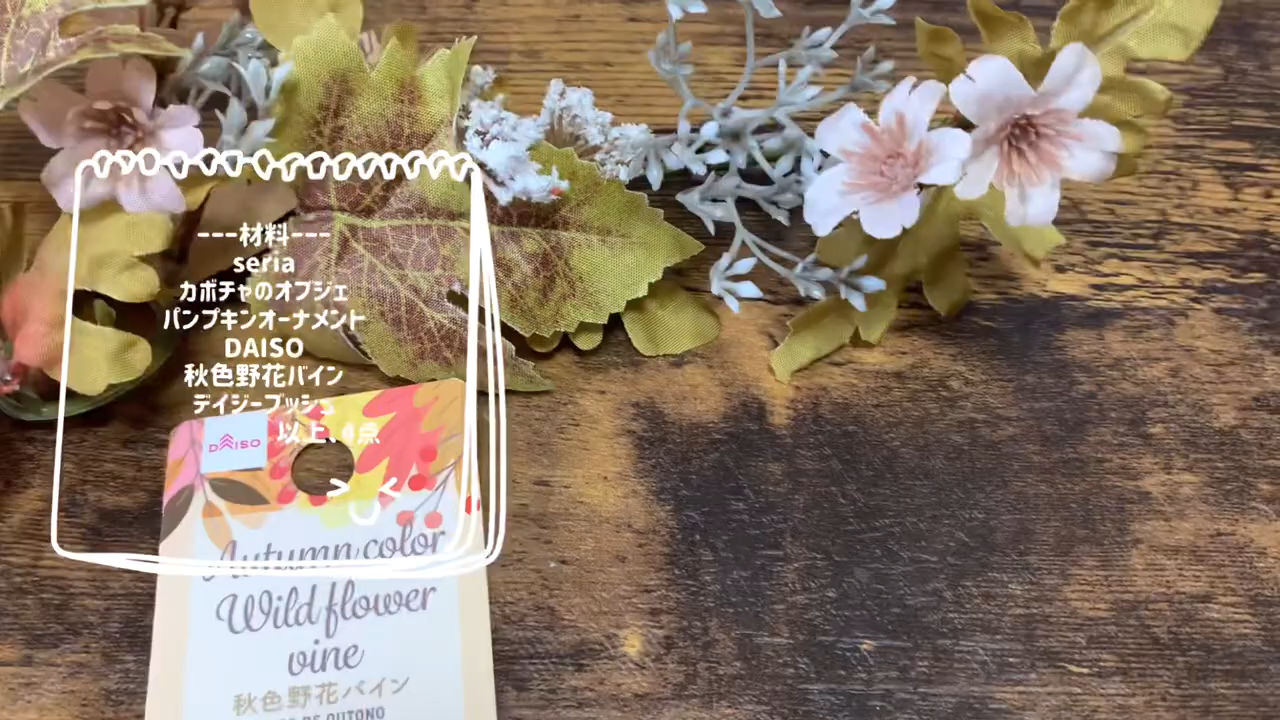 ---材料---
seria
カボチャのオブジェ
パンプキンオーナメント
DAISO
秋色野花バイン
デイジーブッシュ
以上、4点
DAISO
Autumn color
Wild flower
vine
秋色野花バイン
OUTONO